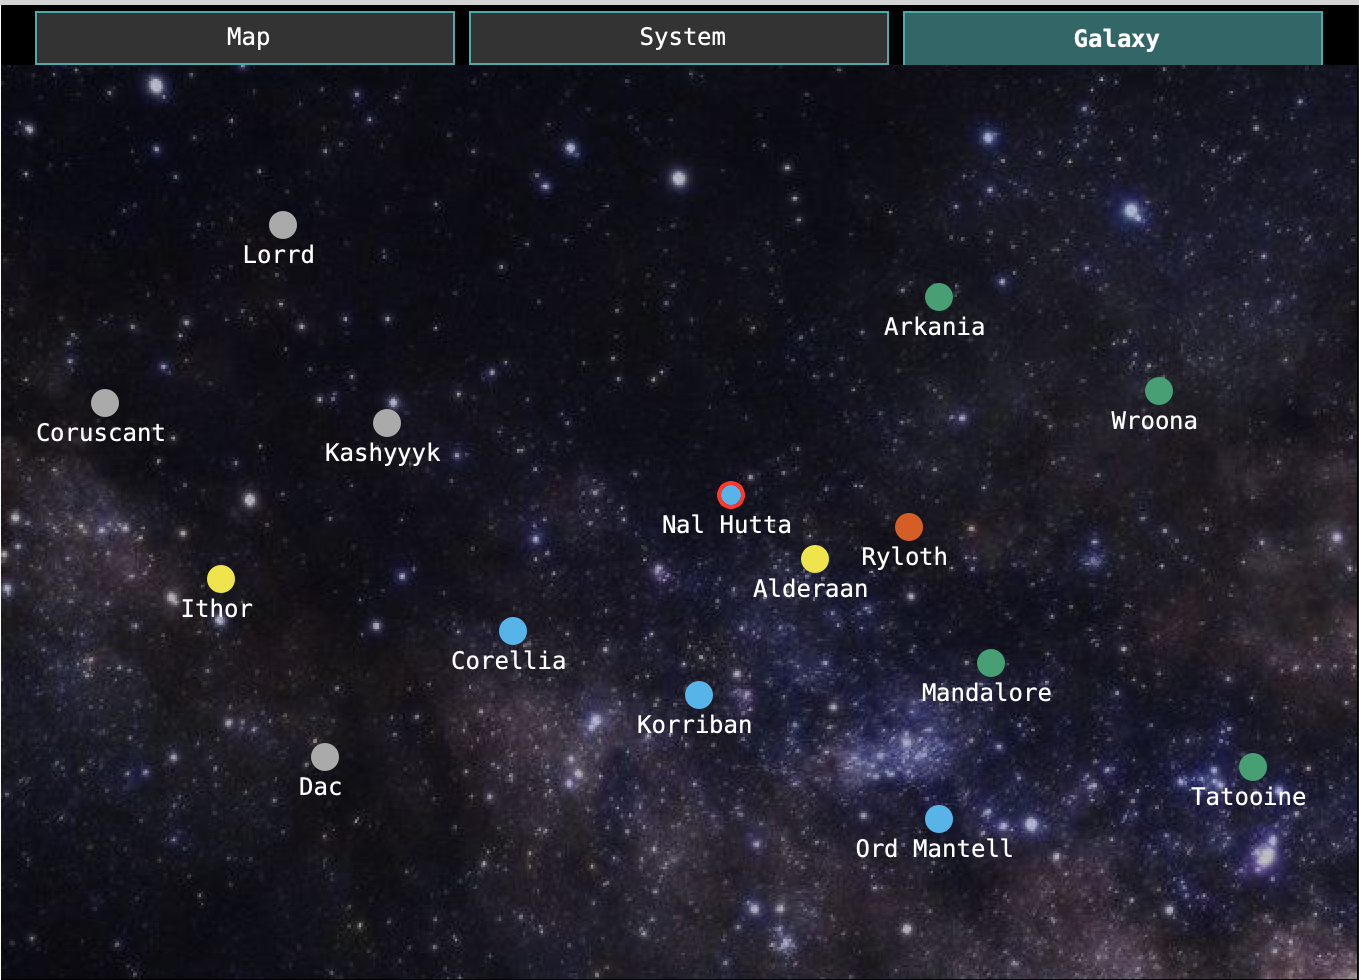 Map
System
Galaxy
Lorrd
Arkania
Wroona
Coruscant
Kashyyyk
Nal Hutta
Ryloth
Alderaan
Ithor
Corellia
Mandalore
Korriban
Dac
Tatooine
Ord Mantell